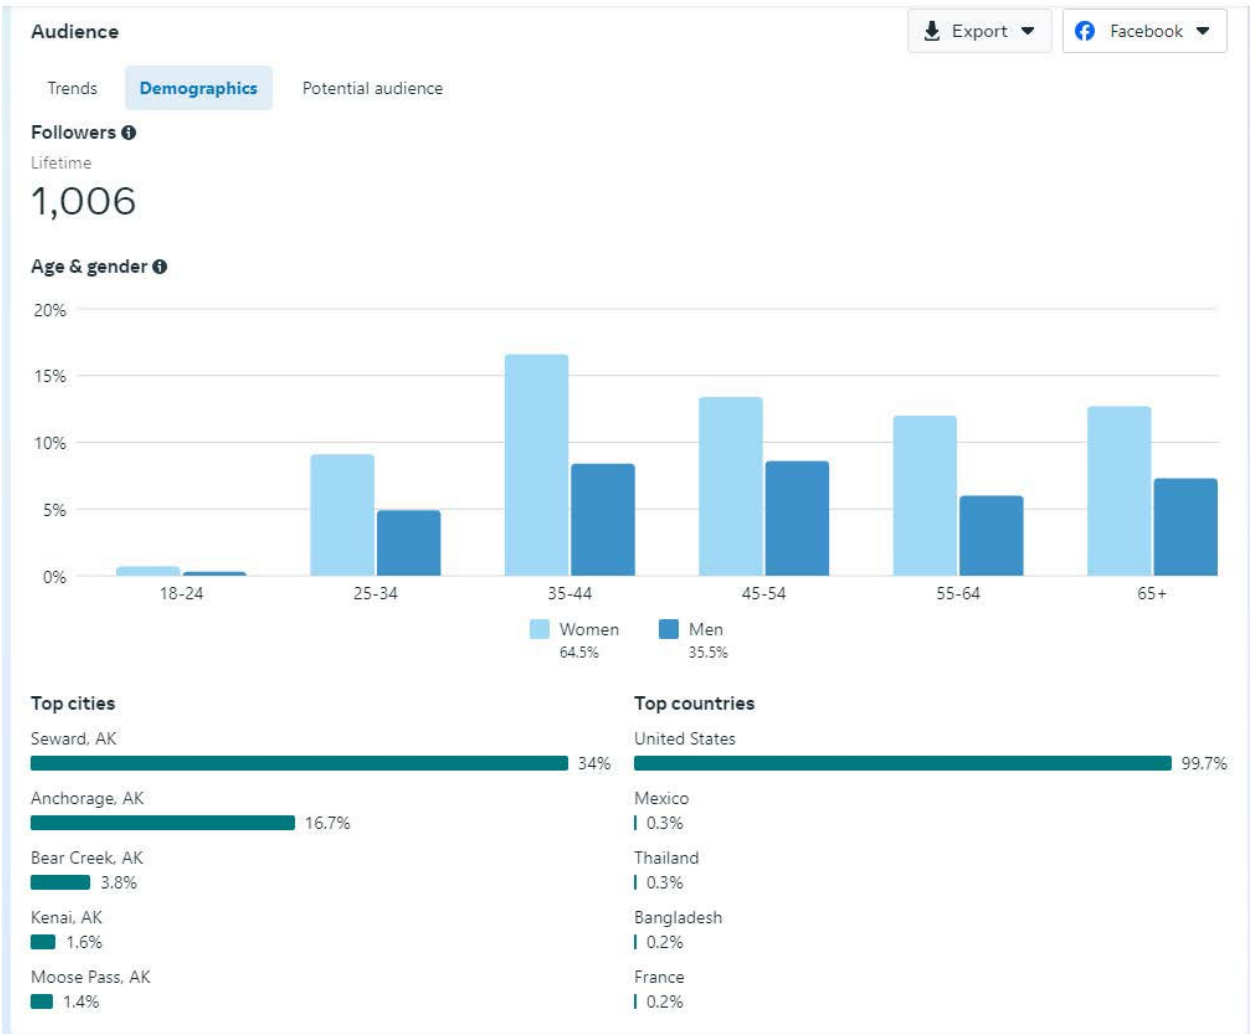 Audience
Export
Facebook
Trends Demographics Potential audience
Followers
Lifetime
1,006
Age & gender
20%
15%
10%
5%
0%
18-24 25-34 35-44 45-54 55-64 65+
Women Men
64.5% 35.5%
Top cities
Seward, AK
34%
Anchorage, AK
16.7%
Bear Creek, AK
3.8%
Kenai, AK
1.6%
Moose Pass, AK
1.4%
Top countries
United States
99.7%
Mexico
0.3%
Thailand
0.3%
Bangladesh
0.2%
France
0.2%